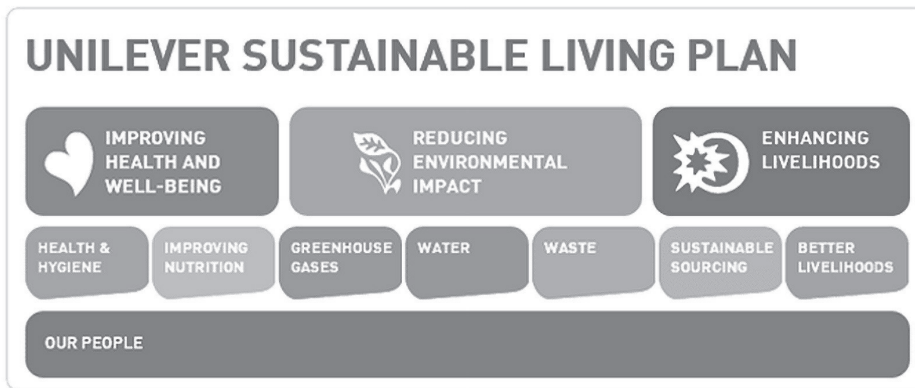 UNILEVER SUSTAINABLE LIVING PLAN
IMPROVING
HEALTH AND
WELL-BEING
REDUCING
ENVIRONMENTAL
IMPACT
ENHANCING
LIVELIHOODS
HEALTH &
HYGIENE
IMPROVING
NUTRITION
GREENHOUSE
GASES
WATER
WASTE
SUSTAINABLE
SOURCING
BETTER
LIVELIHOODS
OUR PEOPLE